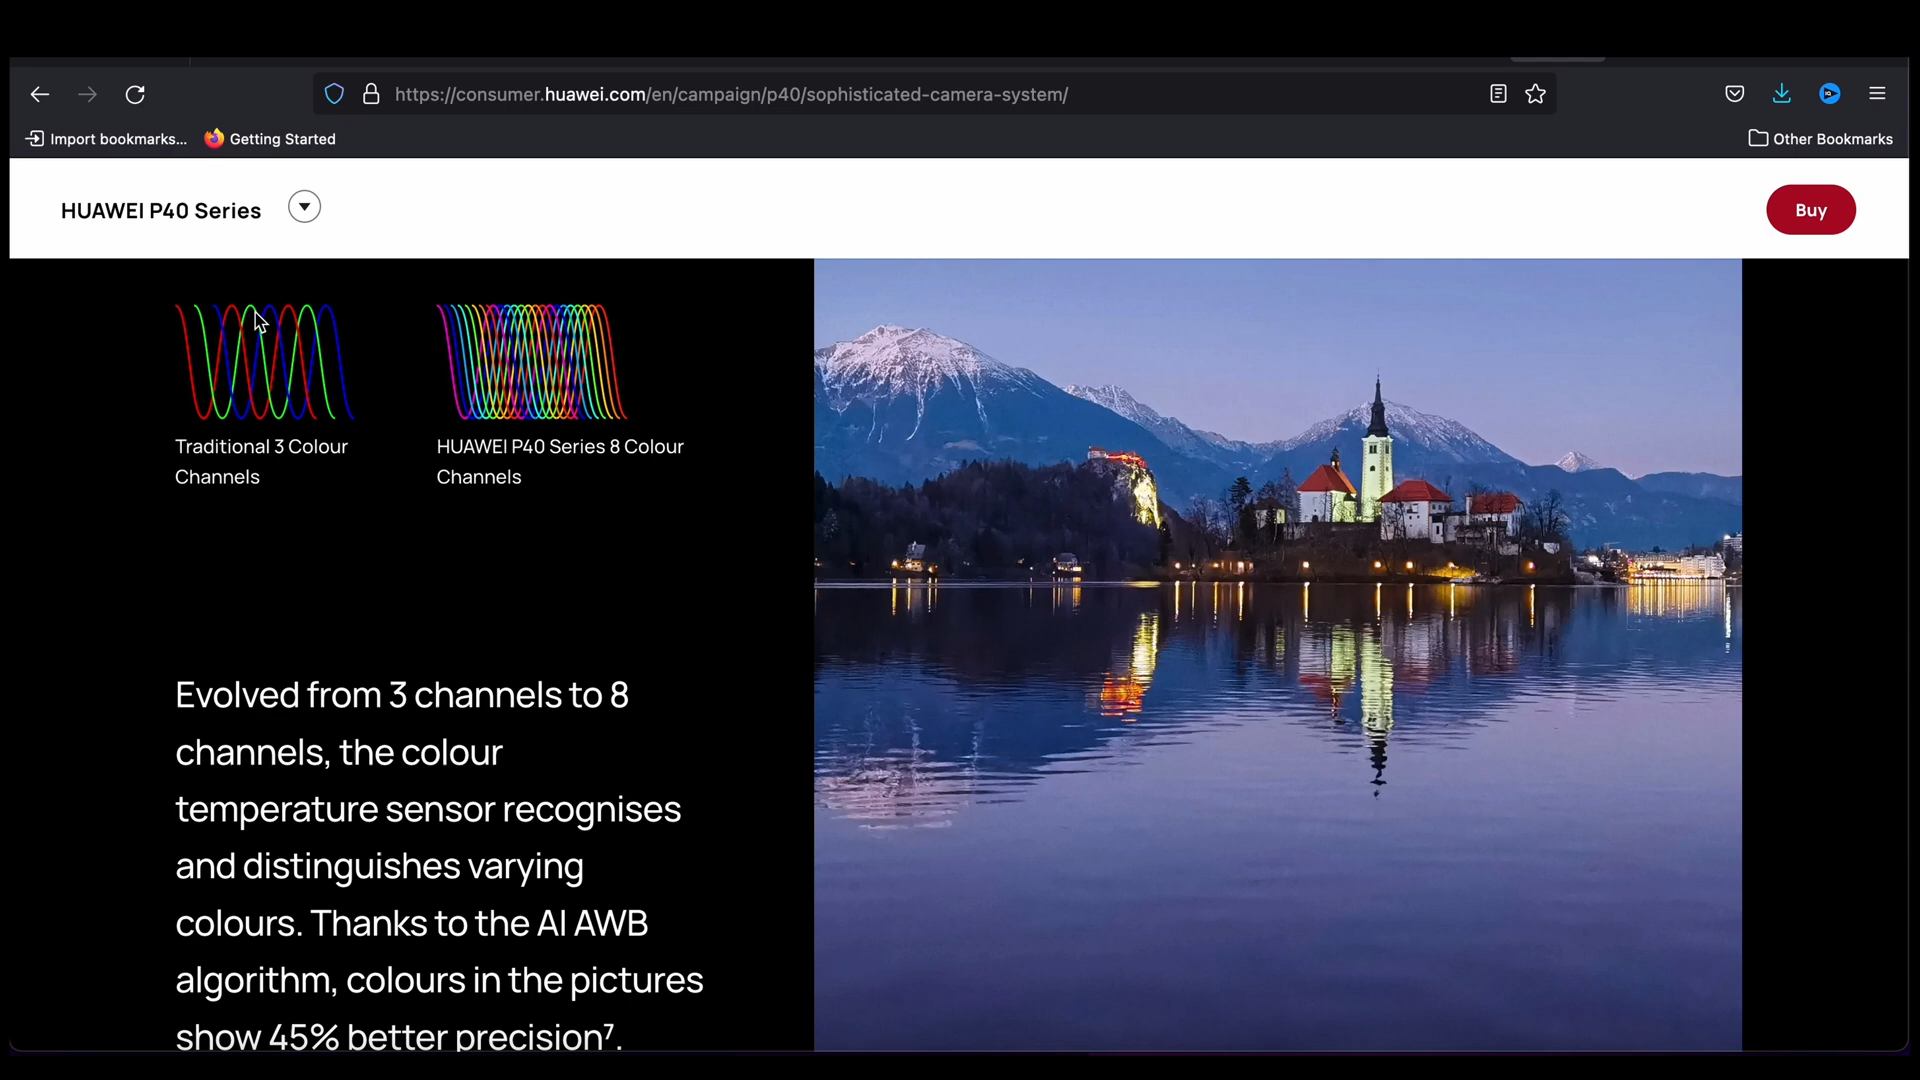 https://consumer.huawei.com/en/campaign/p40/sophisticated-camera-system/
Import bookmarks...
Getting Started
Other Bookmarks
HUAWEI P40 Series
Buy
Traditional 3 Colour
Channels
HUAWEI P40 Series 8 Colour
Channels
Evolved from 3 channels to 8
channels, the colour
temperature sensor recognises
and distinguishes varying
colours. Thanks to the AI AWB
algorithm, colours in the pictures
show 45% better precision⁷.